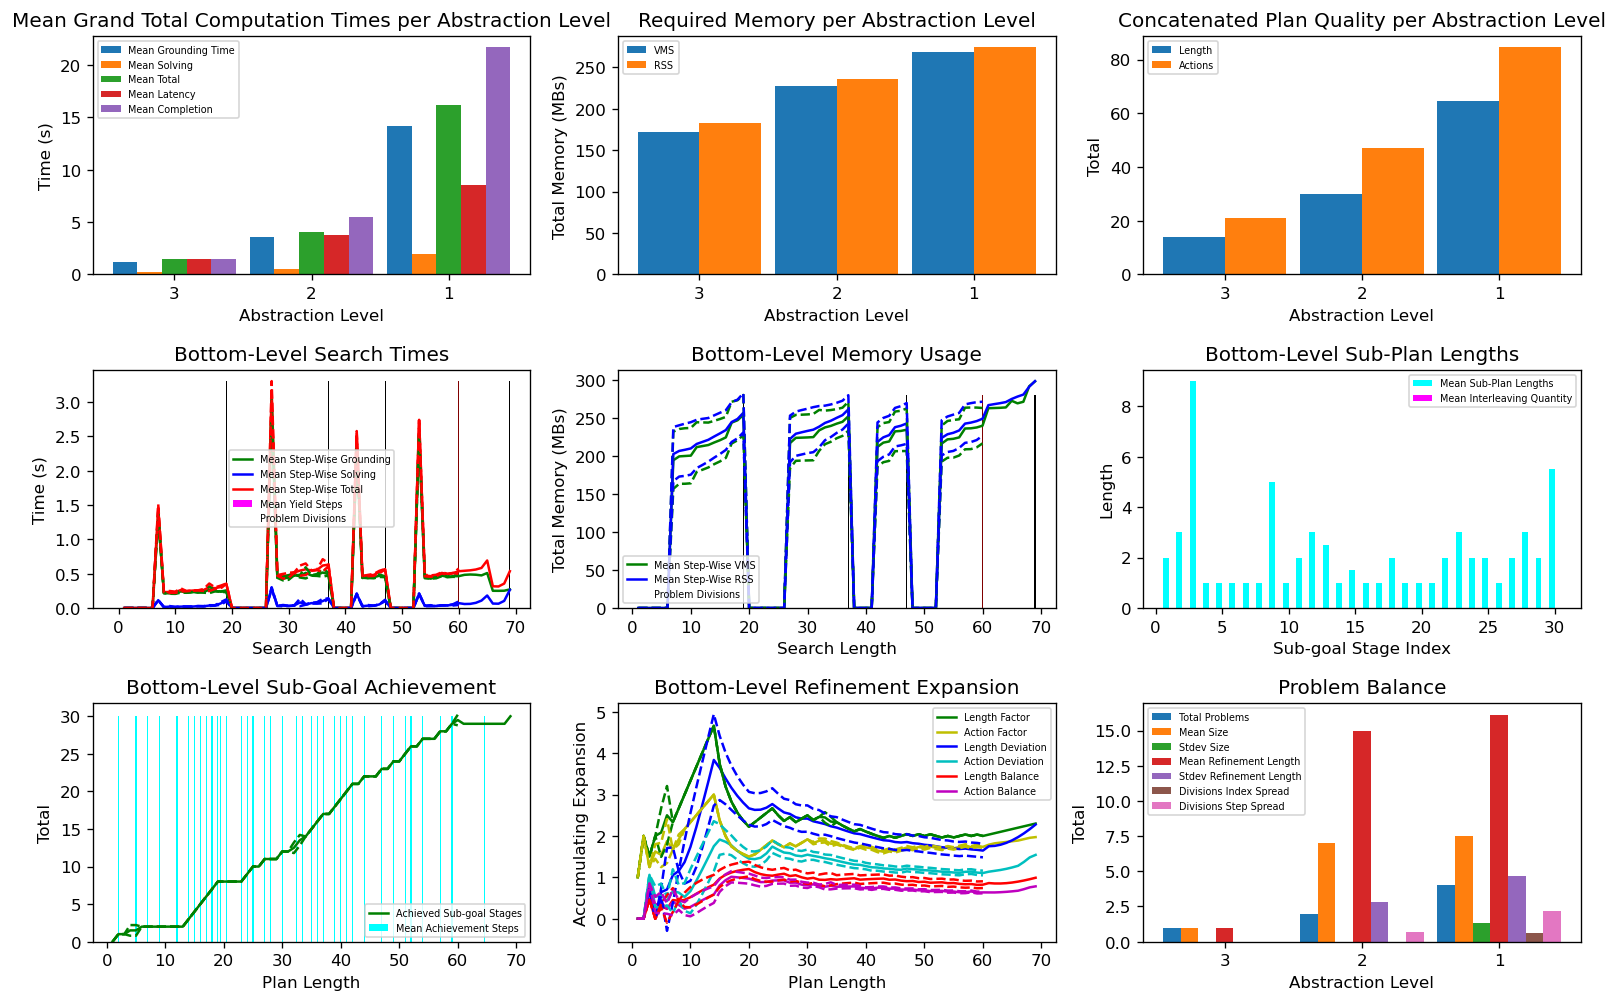 Mean Grand Total Computation Times per Abstraction Level
Time (s)
20
15
10
5
0
Mean Grounding Time
Mean Solving
Mean Total
Mean Latency
Mean Completion
3 2 1
Abstraction Level
Required Memory per Abstraction Level
Total Memory (MBs)
250
200
150
100
50
0
VMS
RSS
3 2 1
Abstraction Level
Concatenated Plan Quality per Abstraction Level
Total
80
60
40
20
0
Length
Actions
3 2 1
Abstraction Level
Bottom-Level Search Times
Time (s)
3.0
2.5
2.0
1.5
1.0
0.5
0.0
Mean Step-Wise Grounding
Mean Step-Wise Solving
Mean Step-Wise Total
Mean Yield Steps
Problem Divisions
0 10 20 30 40 50 60 70
Search Length
Bottom-Level Memory Usage
Total Memory (MBs)
300
250
200
150
100
50
0
Mean Step-Wise VMS
Mean Step-Wise RSS
Problem Divisions
0 10 20 30 40 50 60 70
Search Length
Bottom-Level Sub-Plan Lengths
Length
8
6
4
2
0
Mean Sub-Plan Lengths
Mean Interleaving Quantity
0 5 10 15 20 25 30
Sub-goal Stage Index
Bottom-Level Sub-Goal Achievement
Total
30
25
20
15
10
5
0
Achieved Sub-goal Stages
Mean Achievement Steps
0 10 20 30 40 50 60 70
Plan Length
Bottom-Level Refinement Expansion
Accumulating Expansion
5
4
3
2
1
0
Length Factor
Action Factor
Length Deviation
Action Deviation
Length Balance
Action Balance
0 10 20 30 40 50 60 70
Plan Length
Problem Balance
Total
15.0
12.5
10.0
7.5
5.0
2.5
0.0
Total Problems
Mean Size
Stdev Size
Mean Refinement Length
Stdev Refinement Length
Divisions Index Spread
Divisions Step Spread
3 2 1
Abstraction Level